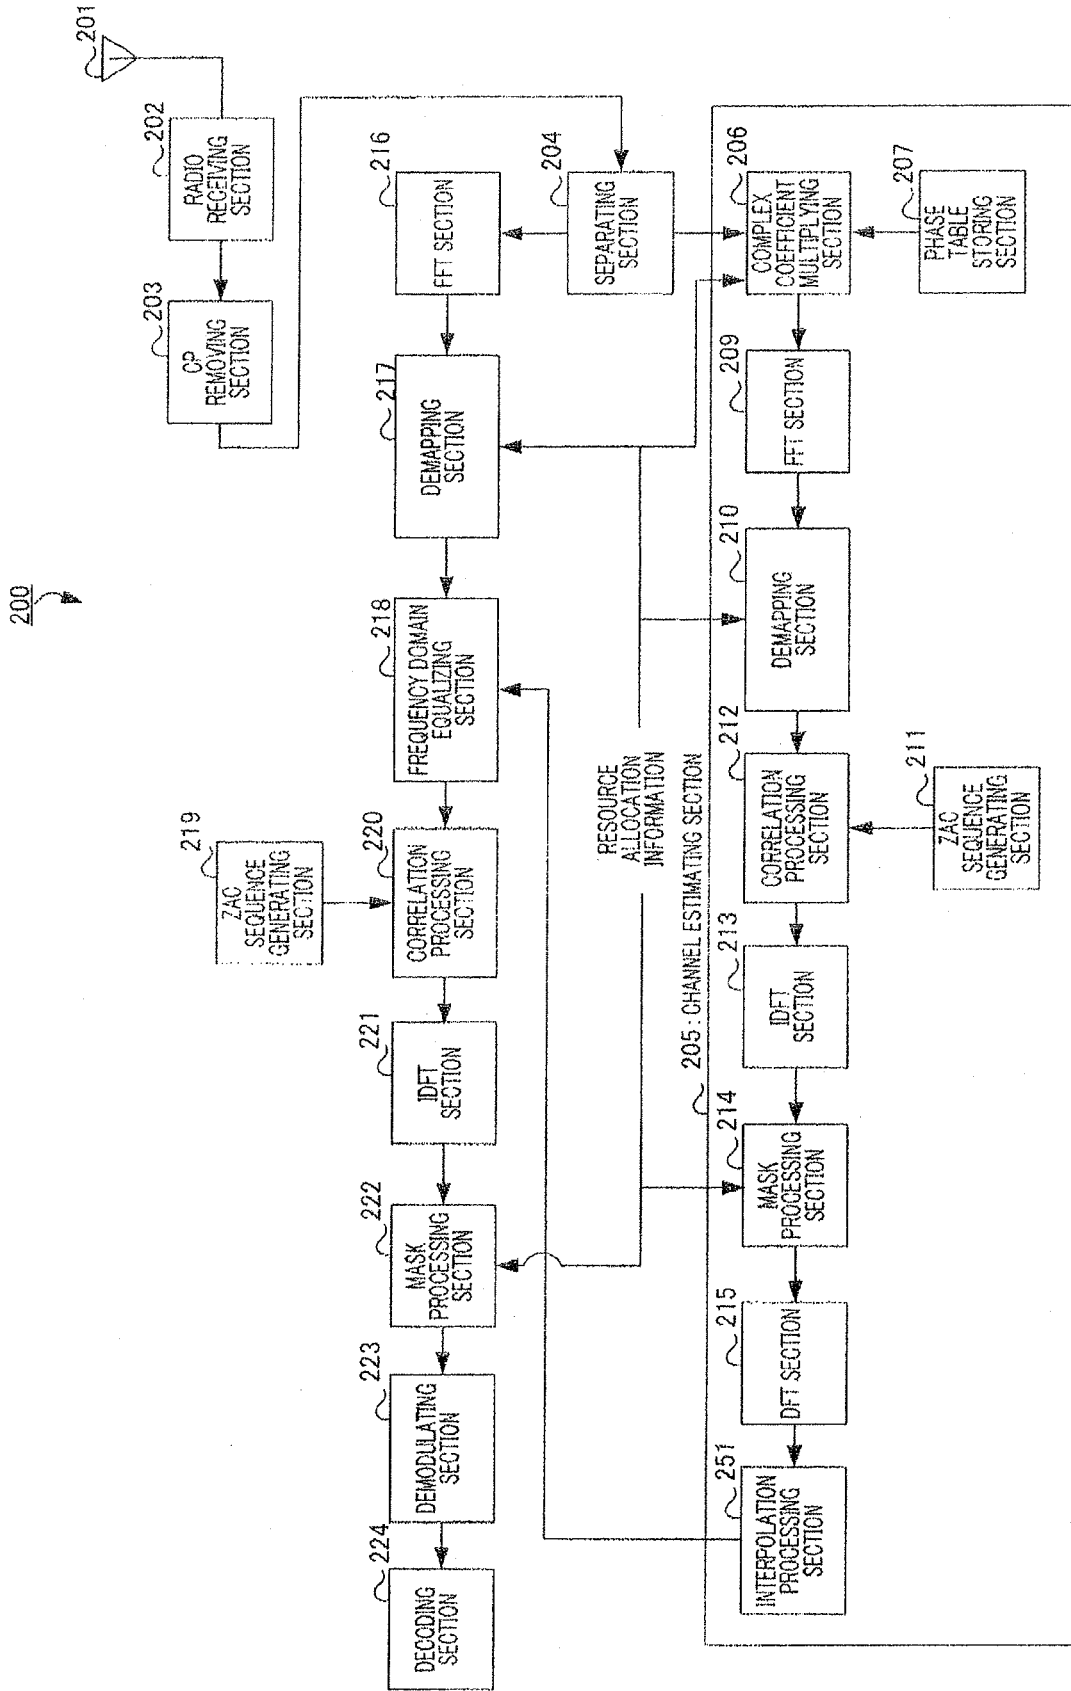 200
201
202
RADIO
RECEIVING
SECTION
203
CP
REMOVING
SECTION
216
FFT SECTION
204
SEPARATING
SECTION
217
DEMAPPING
SECTION
218
FREQUENCY DOMAIN
EQUALIZING
SECTION
219
ZAC
SEQUENCE
GENERATING
SECTION
220
CORRELATION
PROCESSING
SECTION
221
IDFT
SECTION
222
MASK
PROCESSING
SECTION
223
DEMODULATING
SECTION
224
DECODING
SECTION
RESOURCE
ALLOCATION
INFORMATION
205 : CHANNEL ESTIMATING SECTION
206
COMPLEX
COEFFICIENT
MULTIPLYING
SECTION
207
PHASE
TABLE
STORING
SECTION
209
FFT SECTION
210
DEMAPPING
SECTION
211
ZAC
SEQUENCE
GENERATING
SECTION
212
CORRELATION
PROCESSING
SECTION
213
IDFT
SECTION
214
MASK
PROCESSING
SECTION
215
DFT SECTION
251
INTERPOLATION
PROCESSING
SECTION